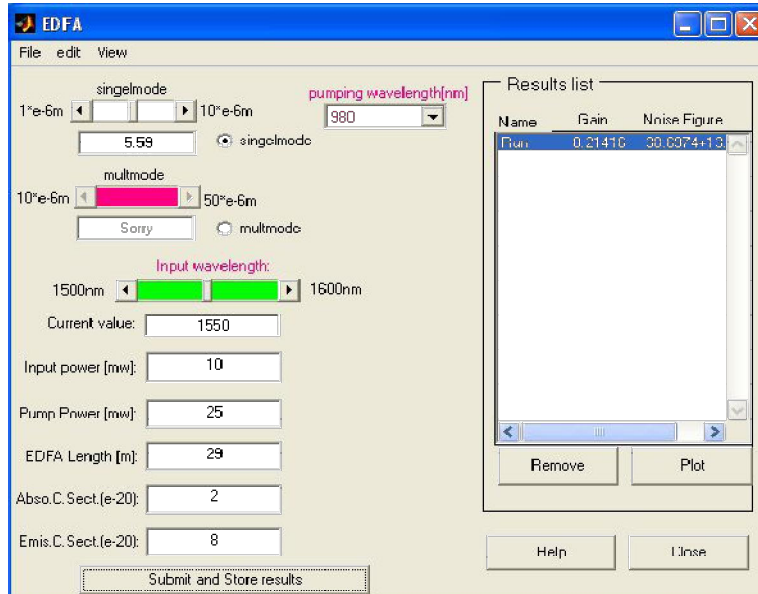 EDFA
File edit View
singelmode
1*e-6m 10*e-6m
5.59 singelmode
pumping wavelength[nm]
980
multmode
10*e-6m 50*e-6m
Sorry multmode
Input wavelength:
1500nm 1600nm
Current value: 1550
Input power [mw]: 10
Pump Power [mw]: 25
EDFA Length [m]: 29
Abso.C.Sect.(e-20): 2
Emis.C.Sect.(e-20): 8
Submit and Store results
Results list
Name Gain Noise Figure
Run
Remove Plot
Help Close